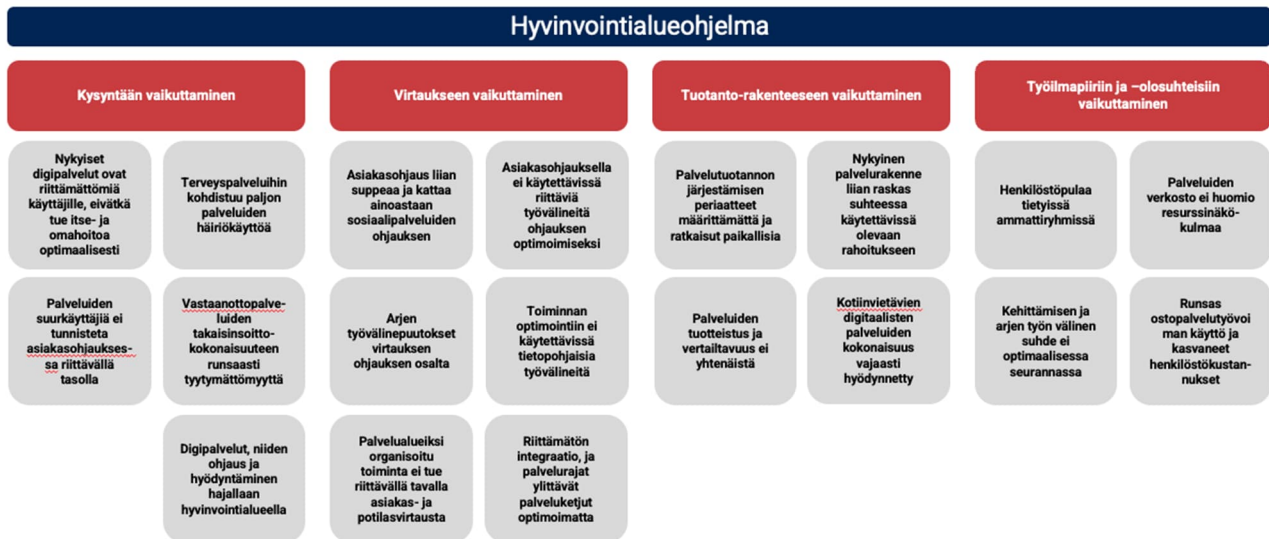 Hyvinvointialueohjelma
Kysyntään vaikuttaminen
Nykyiset
digipalvelut ovat
riittämättömiä
käyttäjille, eivätkä
tue itse- ja
omahoitoa
optimaalisesti
Terveyspalveluihin
kohdistuu paljon
palveluiden
häiriökäyttöä
Palveluiden
suurkäyttäjiä ei
tunnisteta
asiakasohjaukses-
sa riittävällä
tasolla
Vastaanottopalve-
luiden
takaisinsoitto-
kokonaisuuteen
runsaasti
tyytymättömyyttä
Digipalvelut, niiden
ohjaus ja
hyödyntäminen
hajallaan
hyvinvointialueella
Virtaukseen vaikuttaminen
Asiakasohjaus liian
suppeaa ja kattaa
ainoastaan
sosiaalipalveluiden
ohjauksen
Asiakasohjauksella
ei käytettävissä
riittäviä
työvälineitä
ohjauksen
optimoimiseksi
Arjen
työvälinepuutokset
virtauksen
ohjauksen osalta
Toiminnan
optimointiin ei
käytettävissä
tietopohjaisia
työvälineitä
Palvelualueiksi
organisoitu
toiminta ei tue
riittävällä tavalla
asiakas- ja
potilasvirtausta
Riittämätön
integraatio, ja
palvelurajat
ylittävät
palveluketjut
optimoimatta
Tuotanto-rakenteeseen vaikuttaminen
Palvelutuotannon
järjestämisen
periaatteet
määrittämättä ja
ratkaisut paikallisia
Nykyinen
palvelurakenne
liian raskas
suhteessa
käytettävissä
olevaan
rahoitukseen
Palveluiden
tuotteistus ja
vertailtavuus ei
yhtenäistä
Kotiinvietävien
digitaalisten
palveluiden
kokonaisuus
vajaasti
hyödynnetty
Työilmapiiriin ja –olosuhteisiin
vaikuttaminen
Henkilöstöpulaa
tietyissä
ammattiryhmissä
Palveluiden
verkosto ei huomio
resurssinäkö-
kulmaa
Kehittämisen ja
arjen työn välinen
suhde ei
optimaalisessa
seurannassa
Runsas
ostopalvelutyövoi
man käyttö ja
kasvaneet
henkilöstökustan-
nukset